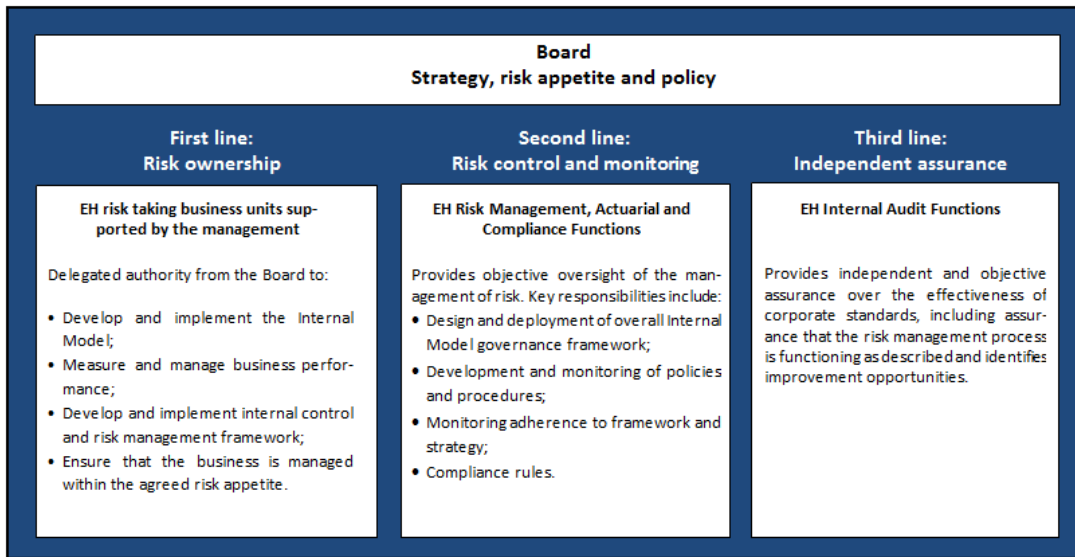 Board
Strategy, risk appetite and policy
First line:
Risk ownership
EH risk taking business units sup-
ported by the management
Delegated authority from the Board to:
• Develop and implement the Internal
Model;
• Measure and manage business perfor-
mance;
• Develop and implement internal control
and risk management framework;
• Ensure that the business is managed
within the agreed risk appetite.
Second line:
Risk control and monitoring
EH Risk Management, Actuarial and
Compliance Functions
Provides objective oversight of the man-
agement of risk. Key responsibilities include:
• Design and deployment of overall Internal
Model governance framework;
• Development and monitoring of policies
and procedures;
• Monitoring adherence to framework and
strategy;
• Compliance rules.
Third line:
Independent assurance
EH Internal Audit Functions
Provides independent and objective
assurance over the effectiveness of
corporate standards, including assur-
ance that the risk management process
is functioning as described and identifies
improvement opportunities.